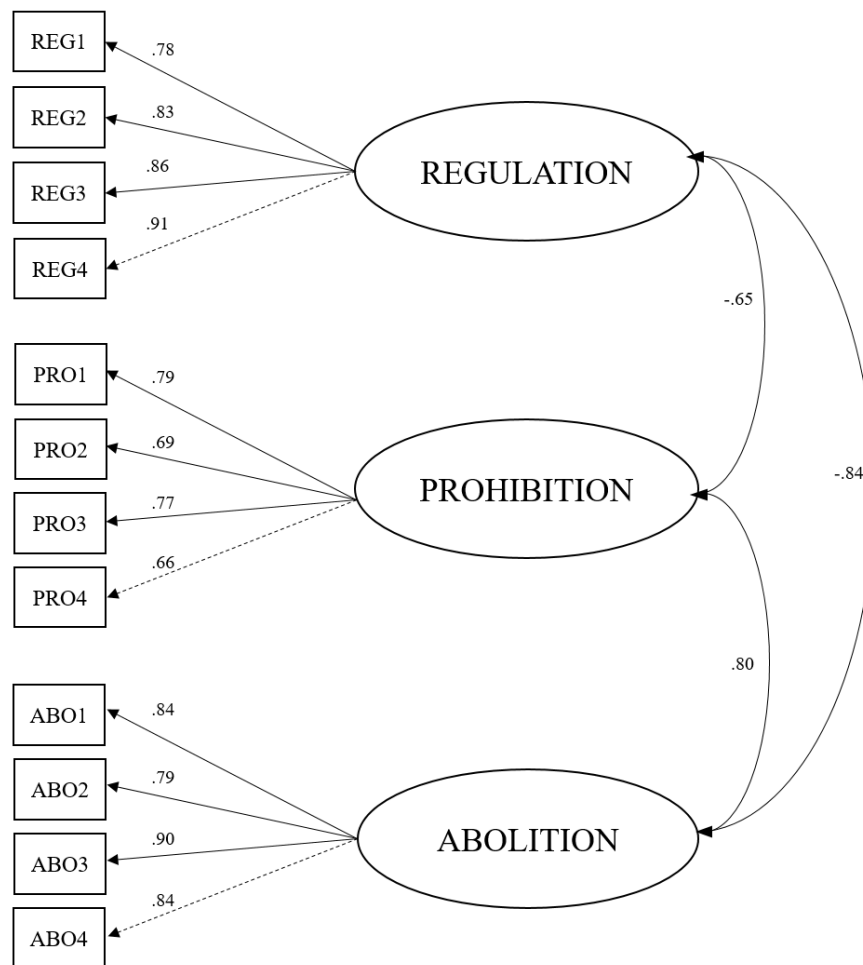 REG1
.78
REG2
.83
REG3
.86
REG4
.91
REGULATION
-.65
PRO1
.79
PRO2
.69
PRO3
.77
PRO4
.66
PROHIBITION
-.84
.80
ABO1
.84
ABO2
.79
ABO3
.90
ABO4
.84
ABOLITION